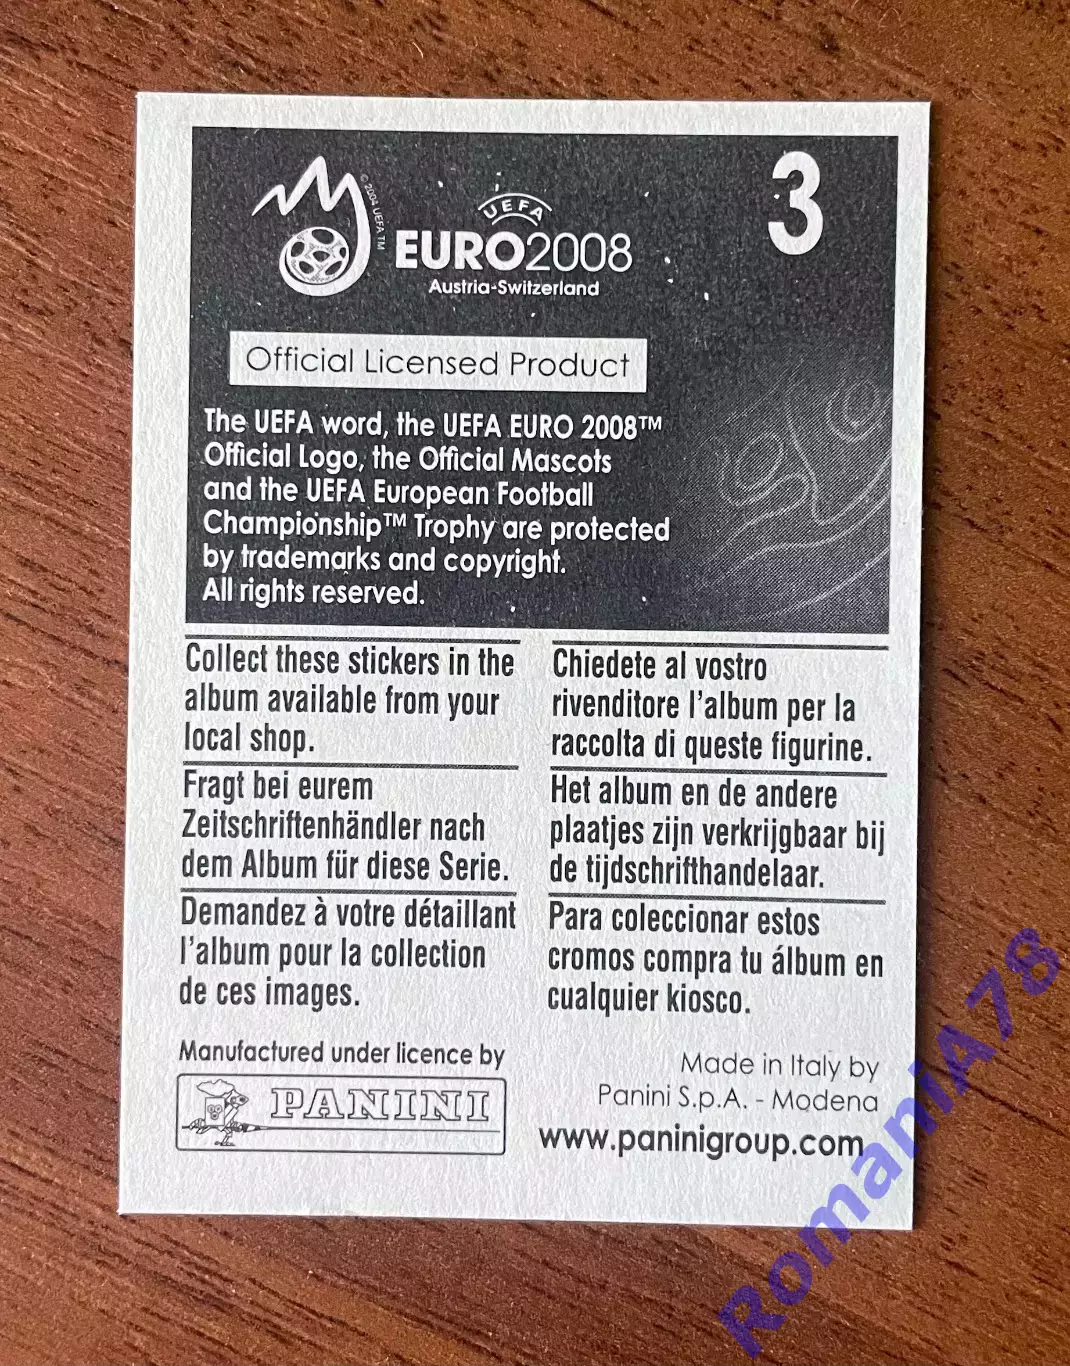 3
© 2004 UEFA TM
UEFA
EURO2008
Austria-Switzerland
Official Licensed Product
The UEFA word, the UEFA EURO 2008™
Official Logo, the Official Mascots
and the UEFA European Football
Championship™ Trophy are protected
by trademarks and copyright.
All rights reserved.
Collect these stickers in the
album available from your
local shop.
Fragt bei eurem
Zeitschriftenhändler nach
dem Album für diese Serie.
Demandez à votre détaillant
l'album pour la collection
de ces images.
Chiedete al vostro
rivenditore l'album per la
raccolta di queste figurine.
Het album en de andere
plaatjes zijn verkrijgbaar bij
de tijdschrifthandelaar.
Para coleccionar estos
cromos compra tu álbum en
cualquier kiosco.
Manufactured under licence by
PANINI
Made in Italy by
Panini S.p.A. - Modena
www.paninigroup.com
RomaniA78